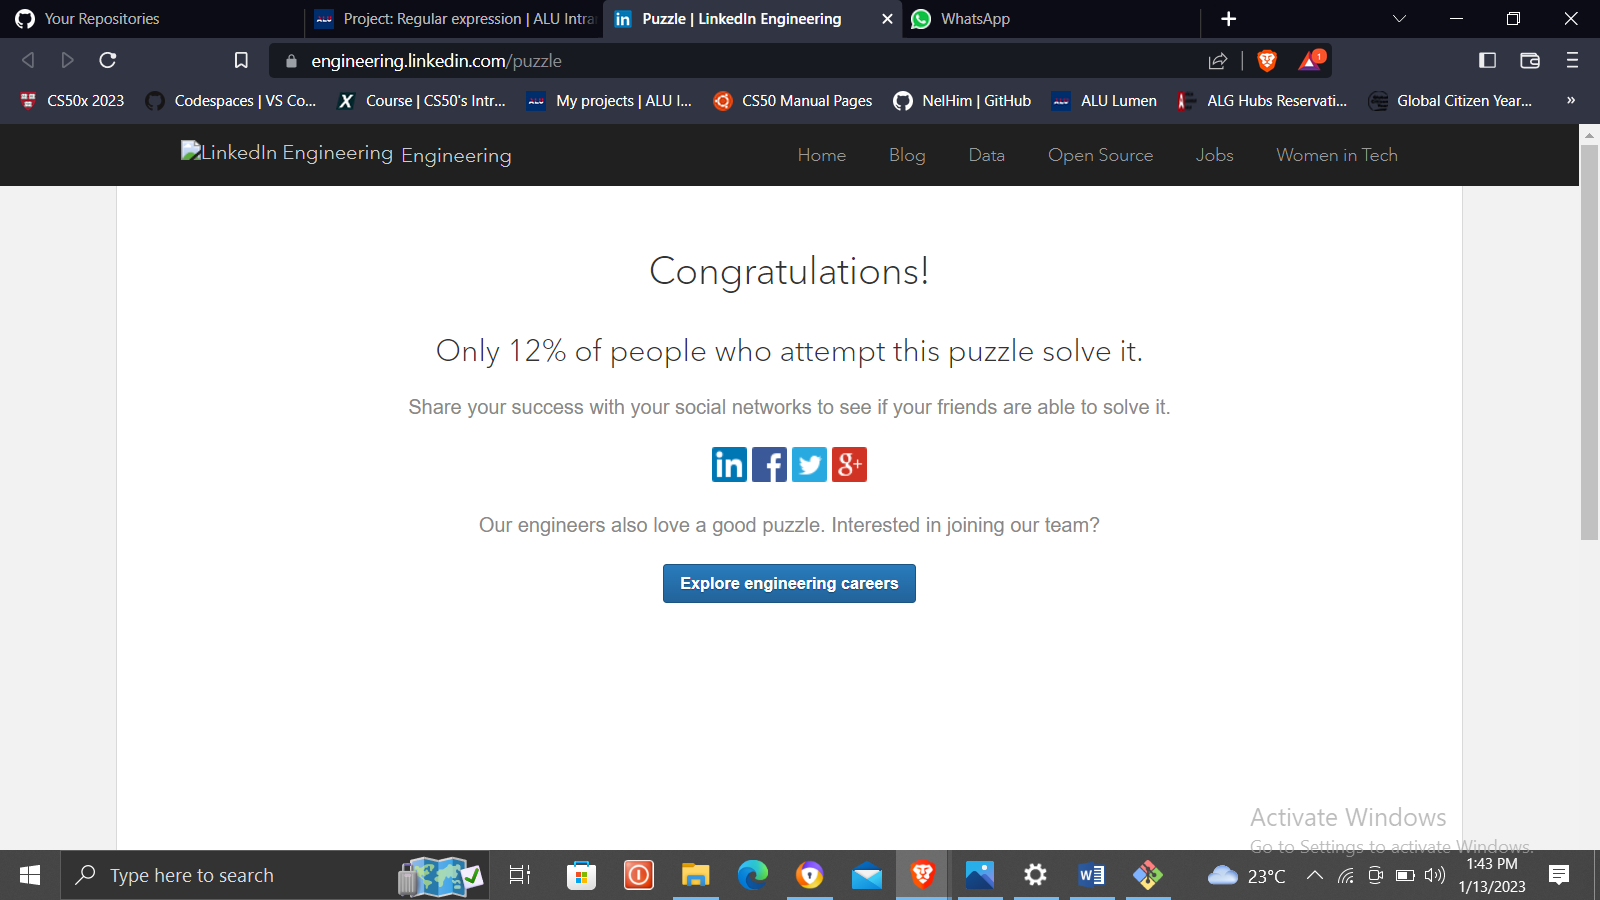 Your Repositories
Project: Regular expression | ALU Intra
Puzzle | LinkedIn Engineering
WhatsApp
engineering.linkedin.com/puzzle
1
CS50x 2023
Codespaces | VS Co...
Course | CS50's Intr...
My projects | ALU I...
CS50 Manual Pages
NelHim | GitHub
ALU Lumen
ALG Hubs Reservati...
Global Citizen Year...
»
LinkedIn Engineering Engineering
Home
Blog
Data
Open Source
Jobs
Women in Tech
Congratulations!
Only 12% of people who attempt this puzzle solve it.
Share your success with your social networks to see if your friends are able to solve it.
in f g+
Our engineers also love a good puzzle. Interested in joining our team?
Explore engineering careers
Activate Windows
Go to Settings to activate Windows.
Type here to search
23°C
1:43 PM
1/13/2023